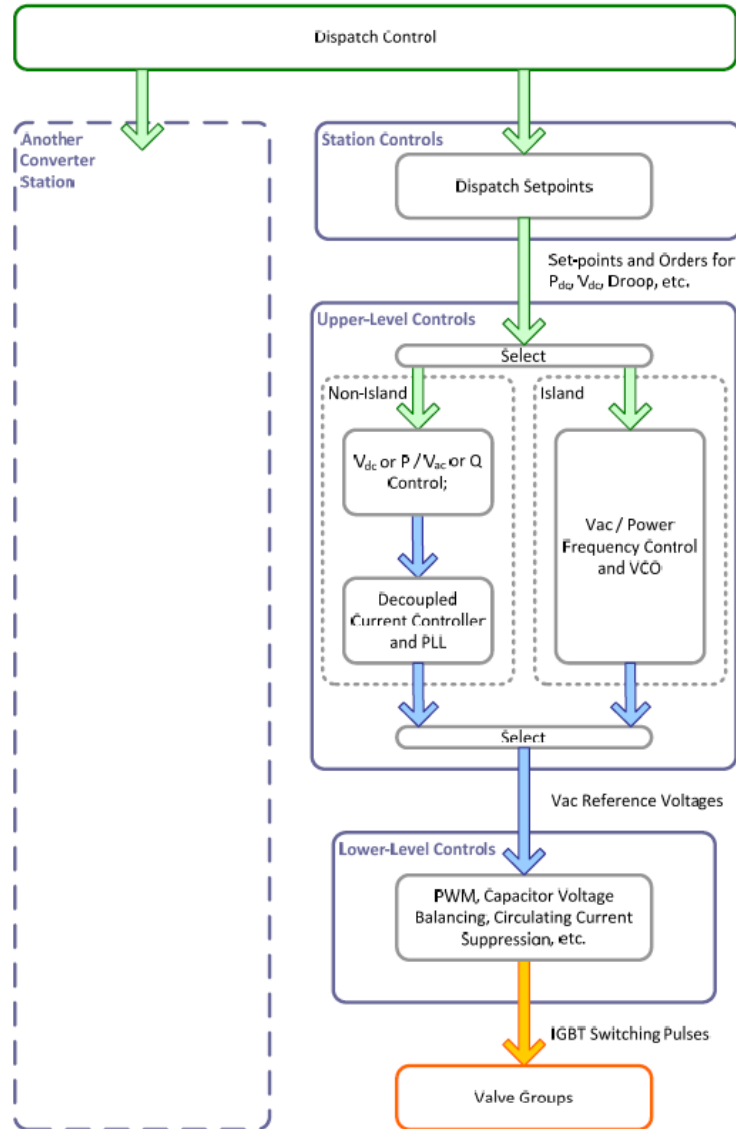 Dispatch Control
Another
Converter
Station
Station Controls
Dispatch Setpoints
Set-points and Orders for
Pdc, Vdc, Droop, etc.
Upper-Level Controls
Select
Non-Island
Island
Vdc or P / Vac or Q
Control;
Vac / Power
Frequency Control
and VCO
Decoupled
Current Controller
and PLL
Select
Vac Reference Voltages
Lower-Level Controls
PWM, Capacitor Voltage
Balancing, Circulating Current
Suppression, etc.
IGBT Switching Pulses
Valve Groups